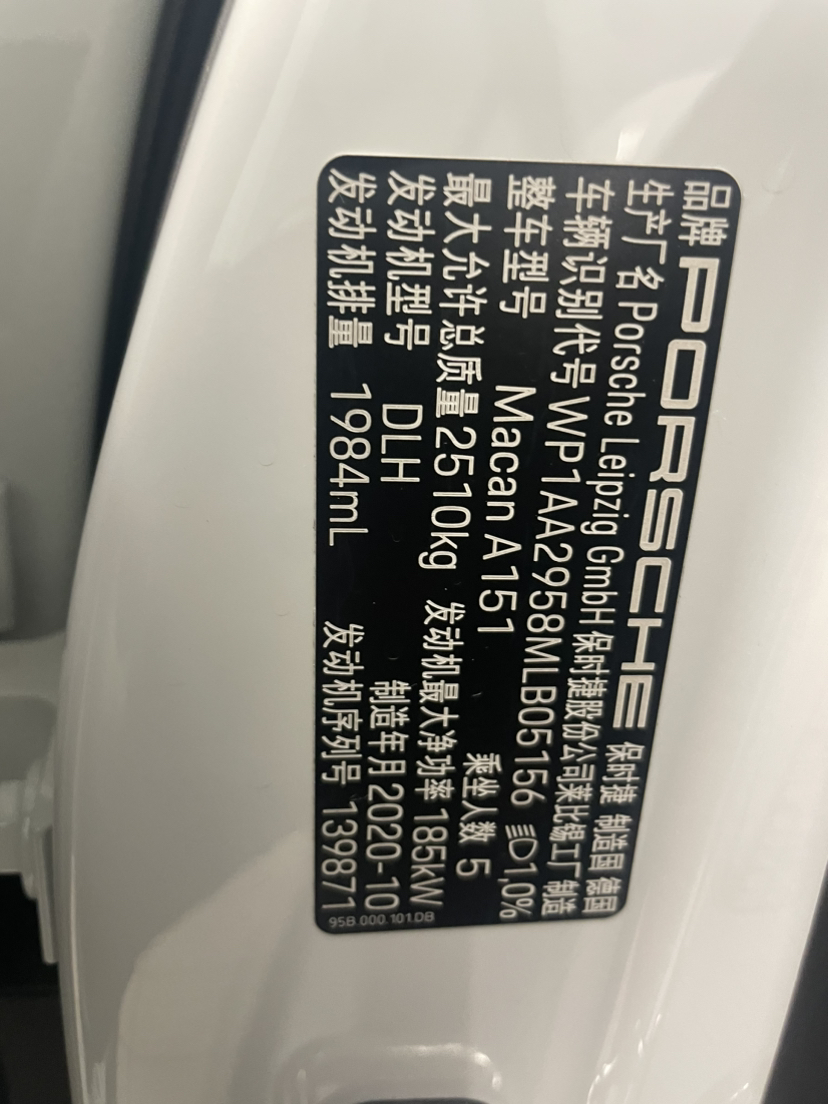 品牌 PORSCHE 保时捷 制造国 德国
生产厂名 Porsche Leipzig GmbH 保时捷股份公司莱比锡工厂 制造
车辆识别代号 WP1AA2958MLB05156 1,0%
整车型号 Macan A151 乘坐人数 5
最大允许总质量 2510kg 发动机最大净功率 185kW
发动机型号 DLH 制造年月 2020-10
发动机排量 1984mL 发动机序列号 139871
95B.000.101.DB